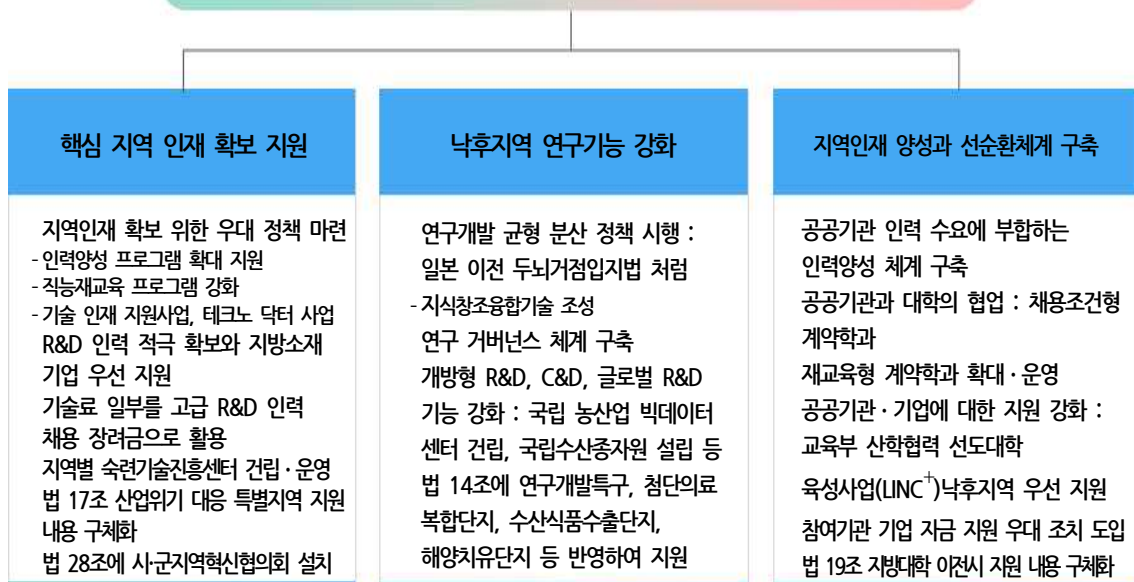 핵심 지역 인재 확보 지원
지역인재 확보 위한 우대 정책 마련
- 인력양성 프로그램 확대 지원
- 직능재교육 프로그램 강화
- 기술 인재 지원사업, 테크노 닥터 사업
R&D 인력 적극 확보와 지방소재
기업 우선 지원
기술료 일부를 고급 R&D 인력
채용 장려금으로 활용
지역별 숙련기술진흥센터 건립·운영
법 17조 산업위기 대응 특별지역 지원
내용 구체화
법 28조에 시·군지역혁신협의회 설치
낙후지역 연구기능 강화
연구개발 균형 분산 정책 시행 :
일본 이전 두뇌거점입지법 처럼
- 지식창조융합기술 조성
연구 거버넌스 체계 구축
개방형 R&D, C&D, 글로벌 R&D
기능 강화 : 국립 농산업 빅데이터
센터 건립, 국립수산종자원 설립 등
법 14조에 연구개발특구, 첨단의료
복합단지, 수산식품수출단지,
해양치유단지 등 반영하여 지원
지역인재 양성과 선순환체계 구축
공공기관 인력 수요에 부합하는
인력양성 체계 구축
공공기관과 대학의 협업 : 채용조건형
계약학과
재교육형 계약학과 확대·운영
공공기관·기업에 대한 지원 강화 :
교육부 산학협력 선도대학
육성사업(LINC+)낙후지역 우선 지원
참여기관 기업 자금 지원 우대 조치 도입
법 19조 지방대학 이전시 지원 내용 구체화